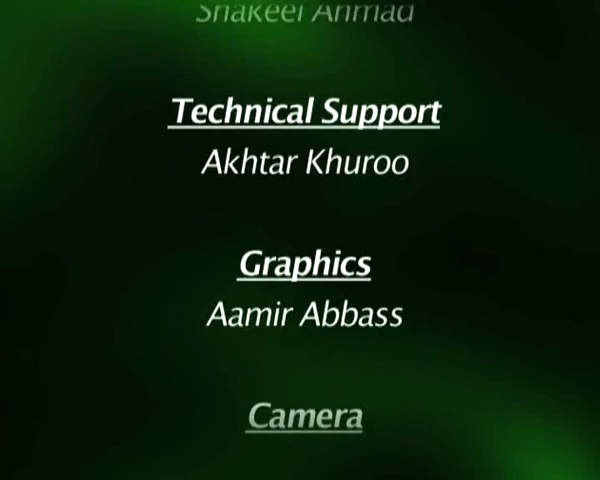 Shakeel Ahmad
Technical Support
Akhtar Khuroo
Graphics
Aamir Abbass
Camera